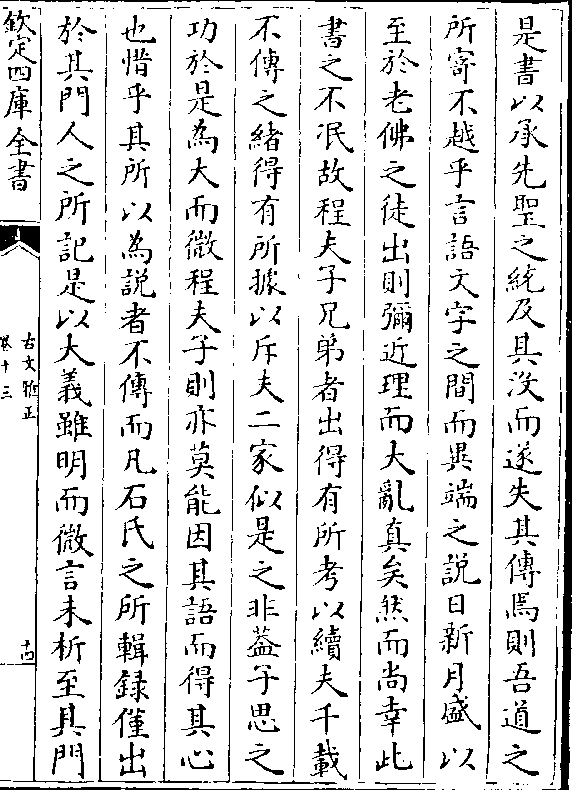 是書以承先聖之統及其沒而遂失其傳焉則吾道之
所寄不越乎言語文字之間而異端之說日新月盛以
至於老佛之徒出則彌近理而大亂真矣然而尚幸此
書之不泯故程夫子兄弟者出得有所考以續夫千載
不傳之緒得有所據以斥夫二家似是之非葢子思之
功於是為大而微程夫子則亦莫能因其語而得其心
也惜乎其所以為說者不傳而凡石氏之所輯錄僅出
於其門人之所記是以大義雖明而微言未析至其門
欽定四庫全書
古文雅正
卷十三
十四